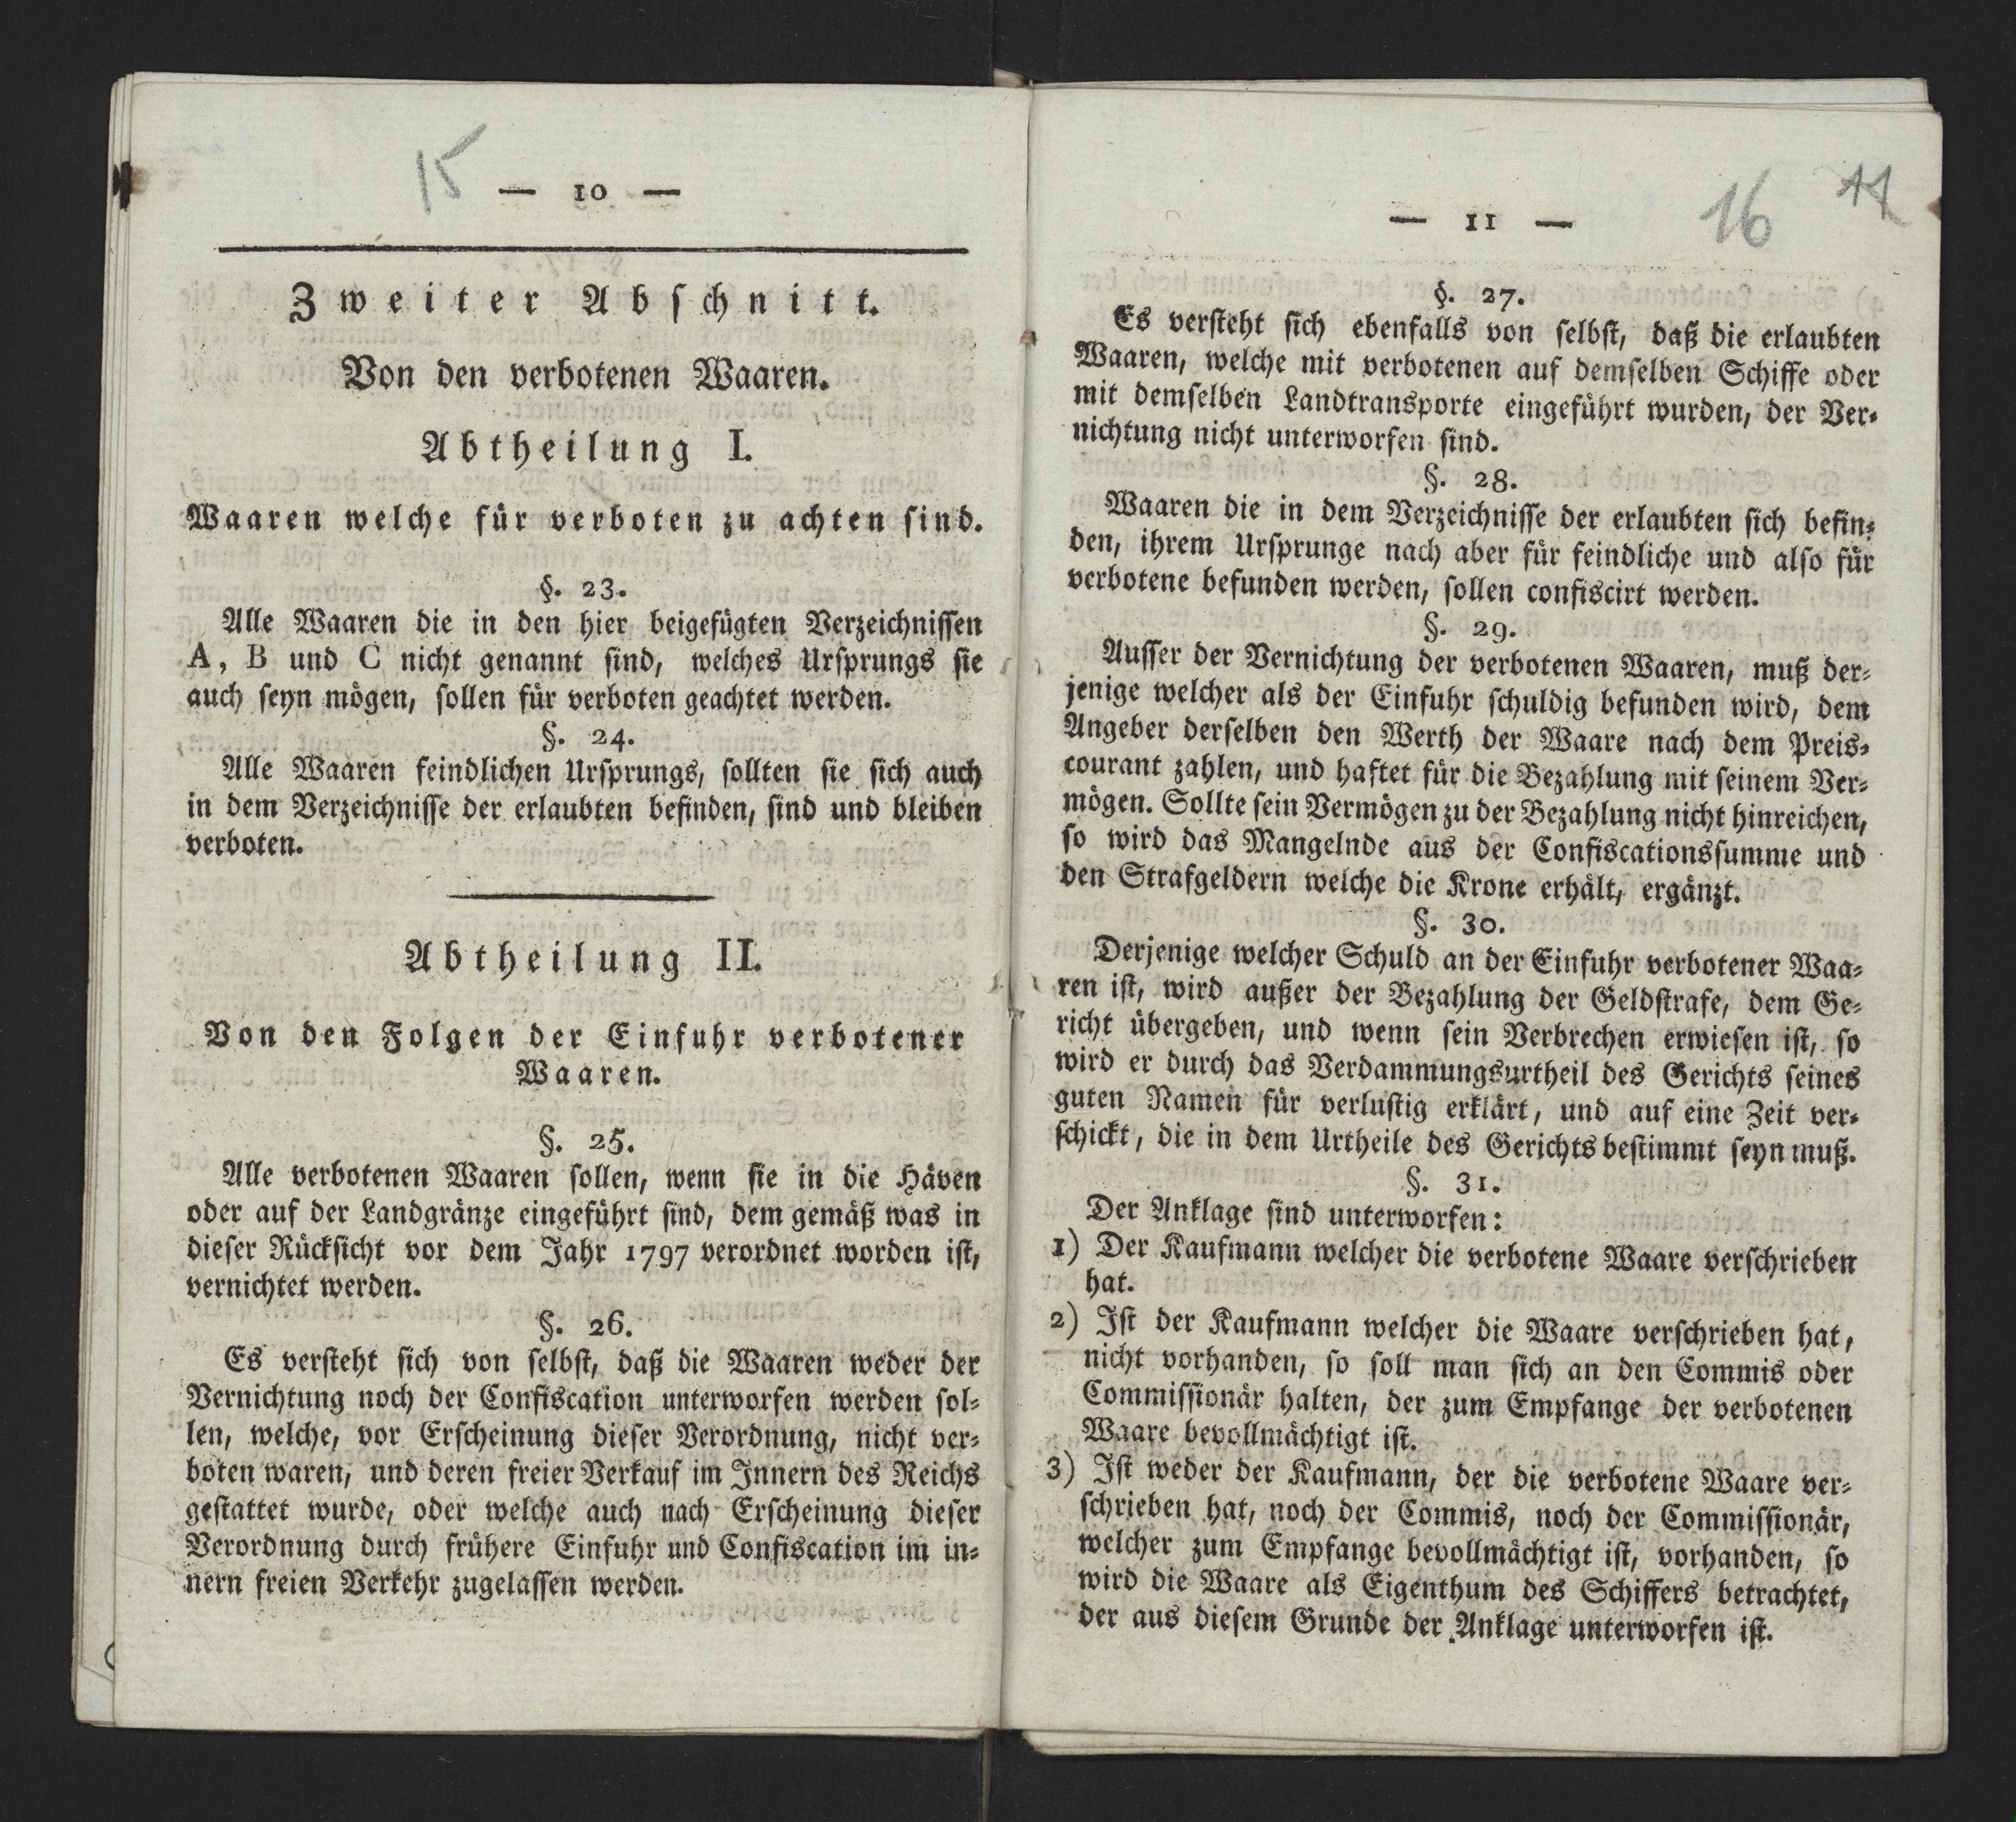 15
— 10 —
Zweiter Abschnitt.
Von den verbotenen Waaren.
Abtheilung I.
Waaren welche für verboten zu achten sind.
§. 23.
Alle Waaren die in den hier beigefügten Verzeichnissen
A, B und C nicht genannt sind, welches Ursprungs sie
auch seyn mögen, sollen für verboten geachtet werden.
§. 24.
Alle Waaren feindlichen Ursprungs, sollten sie sich auch
in dem Verzeichnisse der erlaubten befinden, sind und bleiben
verboten.
Abtheilung II.
Von den Folgen der Einfuhr verbotener
Waaren.
§. 25.
Alle verbotenen Waaren sollen, wenn sie in die Häven
oder auf der Landgränze eingeführt sind, dem gemäß was in
dieser Rücksicht vor dem Jahr 1797 verordnet worden ist,
vernichtet werden.
§. 26.
Es versteht sich von selbst, daß die Waaren weder der
Vernichtung noch der Confiscation unterworfen werden sol-
len, welche, vor Erscheinung dieser Verordnung, nicht ver-
boten waren, und deren freier Verkauf im Innern des Reichs
gestattet wurde, oder welche auch nach Erscheinung dieser
Verordnung durch frühere Einfuhr und Confiscation im in-
nern freien Verkehr zugelassen werden.
— 11 —
16
11
§. 27.
Es versteht sich ebenfalls von selbst, daß die erlaubten
Waaren, welche mit verbotenen auf demselben Schiffe oder
mit demselben Landtransporte eingeführt wurden, der Ver-
nichtung nicht unterworfen sind.
§. 28.
Waaren die in dem Verzeichnisse der erlaubten sich befin-
den, ihrem Ursprunge nach aber für feindliche und also für
verbotene befunden werden, sollen confiscirt werden.
§. 29.
Ausser der Vernichtung der verbotenen Waaren, muß der-
jenige welcher als der Einfuhr schuldig befunden wird, dem
Angeber derselben den Werth der Waare nach dem Preis-
courant zahlen, und haftet für die Bezahlung mit seinem Ver-
mögen. Sollte sein Vermögen zu der Bezahlung nicht hinreichen,
so wird das Mangelnde aus der Confiscationssumme und
den Strafgeldern welche die Krone erhält, ergänzt.
§. 30.
Derjenige welcher Schuld an der Einfuhr verbotener Waa-
ren ist, wird außer der Bezahlung der Geldstrafe, dem Ge-
richt übergeben, und wenn sein Verbrechen erwiesen ist, so
wird er durch das Verdammungsurtheil des Gerichts seines
guten Namen für verlustig erklärt, und auf eine Zeit ver-
schickt, die in dem Urtheile des Gerichts bestimmt seyn muß.
§. 31.
Der Anklage sind unterworfen:
1) Der Kaufmann welcher die verbotene Waare verschrieben
hat.
2) Ist der Kaufmann welcher die Waare verschrieben hat,
nicht vorhanden, so soll man sich an den Commis oder
Commissionär halten, der zum Empfange der verbotenen
Waare bevollmächtigt ist.
3) Ist weder der Kaufmann, der die verbotene Waare ver-
schrieben hat, noch der Commis, noch der Commissionär,
welcher zum Empfange bevollmächtigt ist, vorhanden, so
wird die Waare als Eigenthum des Schiffers betrachtet,
der aus diesem Grunde der Anklage unterworfen ist.